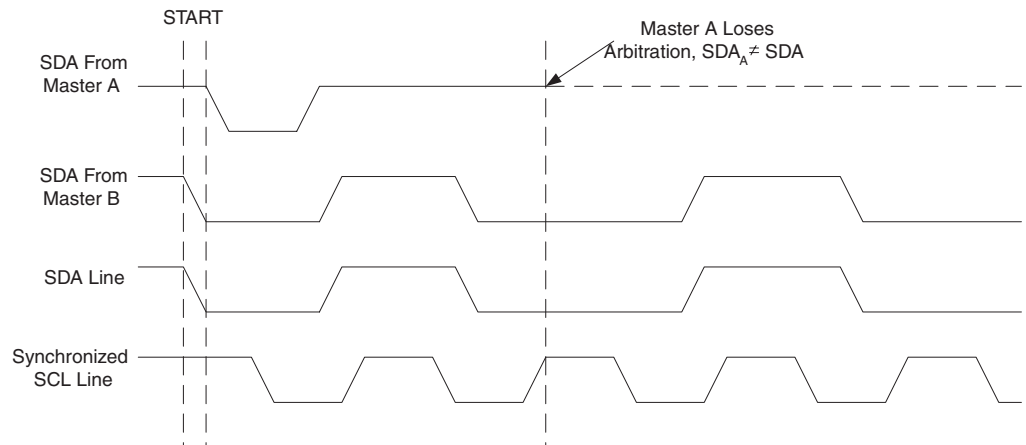 START
SDA From
Master A
Master A Loses
Arbitration, SDA_A ≠ SDA
SDA From
Master B
SDA Line
Synchronized
SCL Line